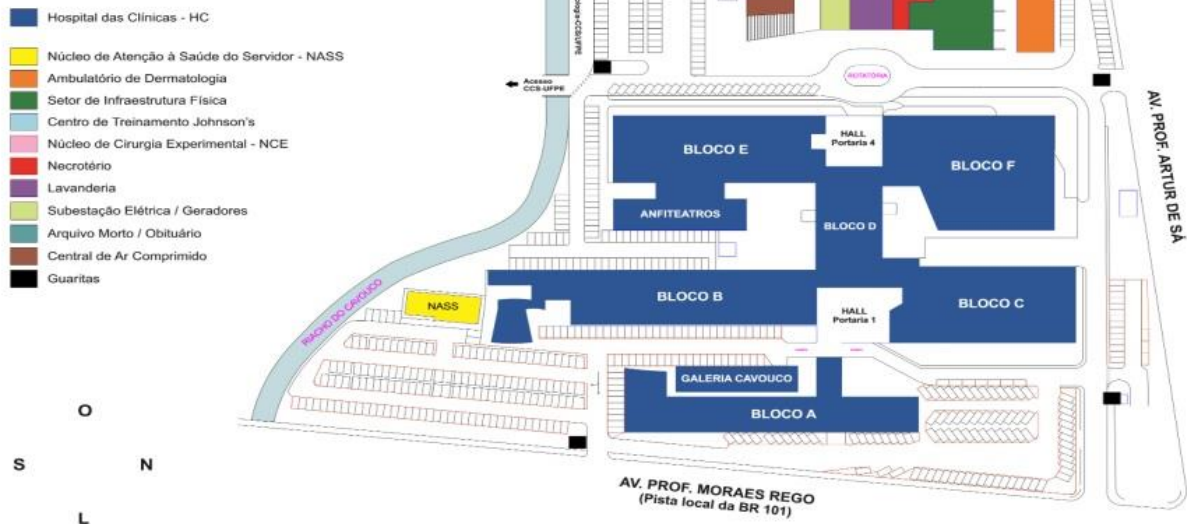 Hospital das Clínicas - HC
Núcleo de Atenção à Saúde do Servidor - NASS
Ambulatório de Dermatologia
Setor de Infraestrutura Física
Centro de Treinamento Johnson's
Núcleo de Cirurgia Experimental - NCE
Necrotério
Lavanderia
Subestação Elétrica / Geradores
Arquivo Morto / Obituário
Central de Ar Comprimido
Guaritas
Acesso
CCS-UFPE
ROTATÓRIA
AV. PROF. ARTUR DE SÁ
HALL
Portaria 4
BLOCO E
BLOCO F
ANFITEATROS
BLOCO D
RIACHO DO CAVOUCO
NASS
BLOCO B
BLOCO C
HALL
Portaria 1
GALERIA CAVOUCO
BLOCO A
O
S N
L
AV. PROF. MORAES REGO
(Pista local da BR 101)